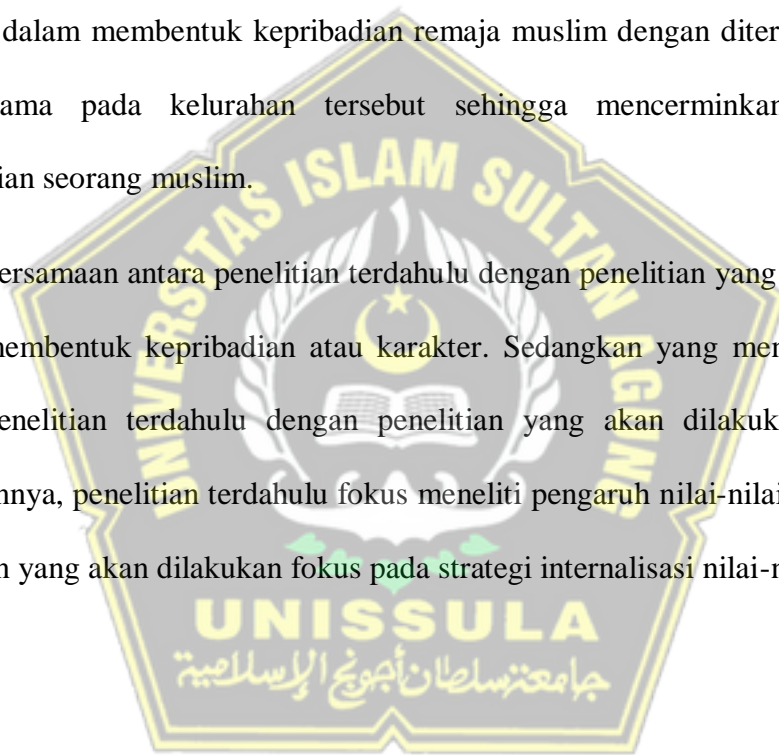 dalam membentuk kepribadian remaja muslim dengan diter
ama pada kelurahan tersebut sehingga mencerminkan
ian seorang muslim.
ersamaan antara penelitian terdahulu dengan penelitian yang
membentuk kepribadian atau karakter. Sedangkan yang mem
enelitian terdahulu dengan penelitian yang akan dilakuk
nnya, penelitian terdahulu fokus meneliti pengaruh nilai-nilai
n yang akan dilakukan fokus pada strategi internalisasi nilai-n
UNIVERSITAS ISLAM SULTAN AGUNG
UNISSULA
جامعتنسلطان أجونج الإسلامية